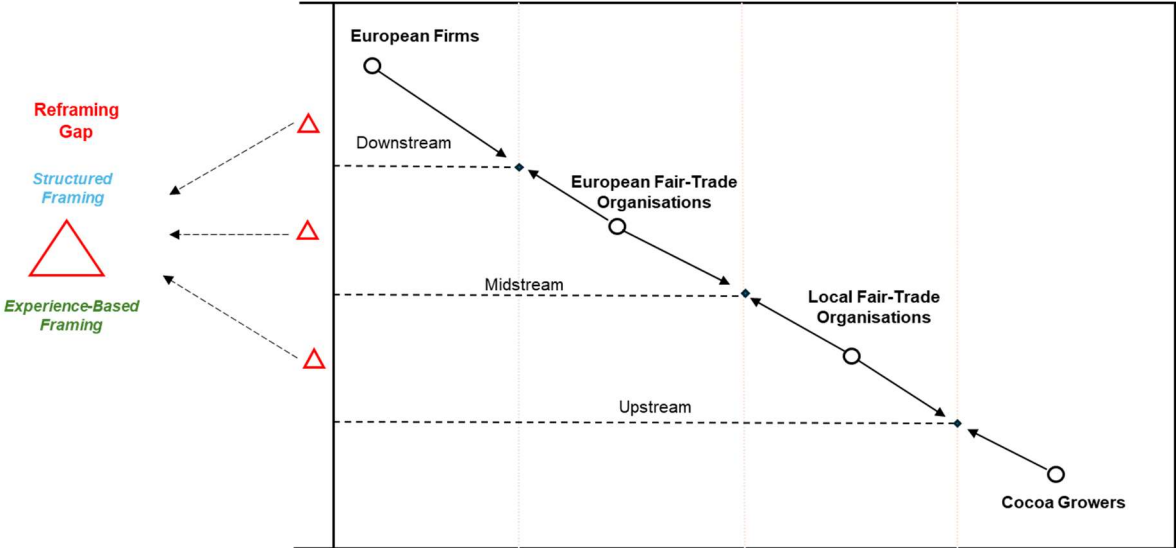 European Firms
Reframing
Gap
Downstream
Structured
Framing
European Fair-Trade
Organisations
Midstream
Local Fair-Trade
Organisations
Experience-Based
Framing
Upstream
Cocoa Growers